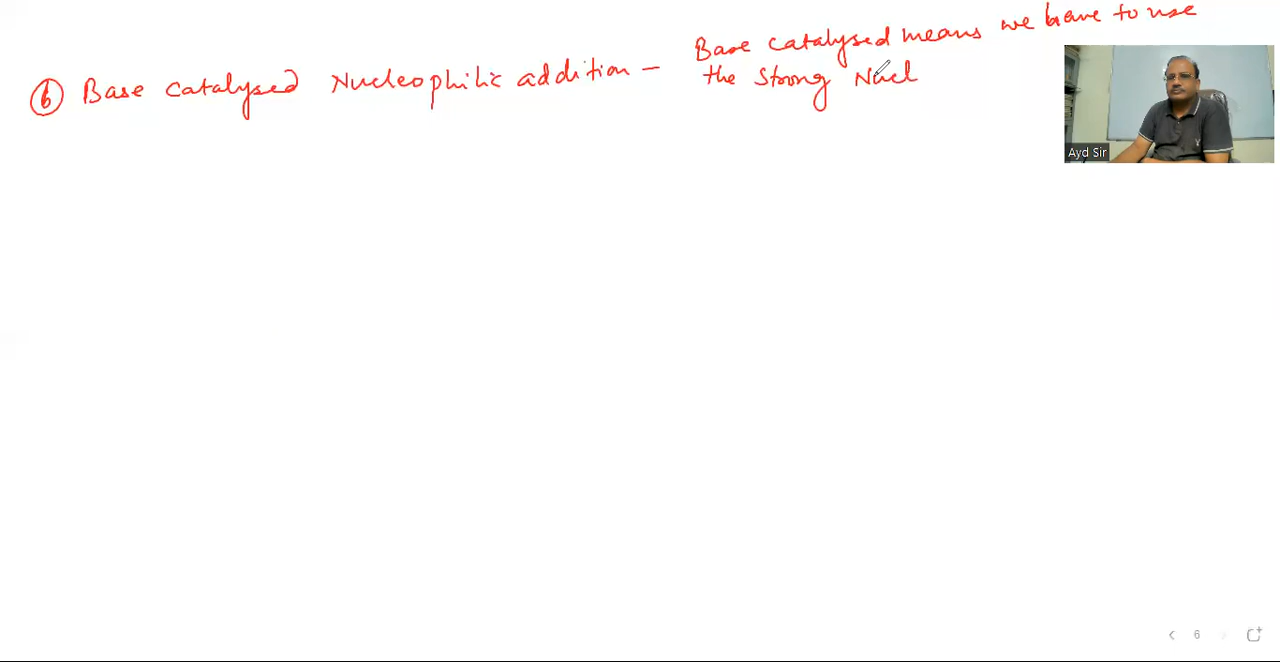 ⑥ Base catalysed Nucleophilic addition – Base catalysed means we have to use
the strong Nucl
Ayd Sir
6